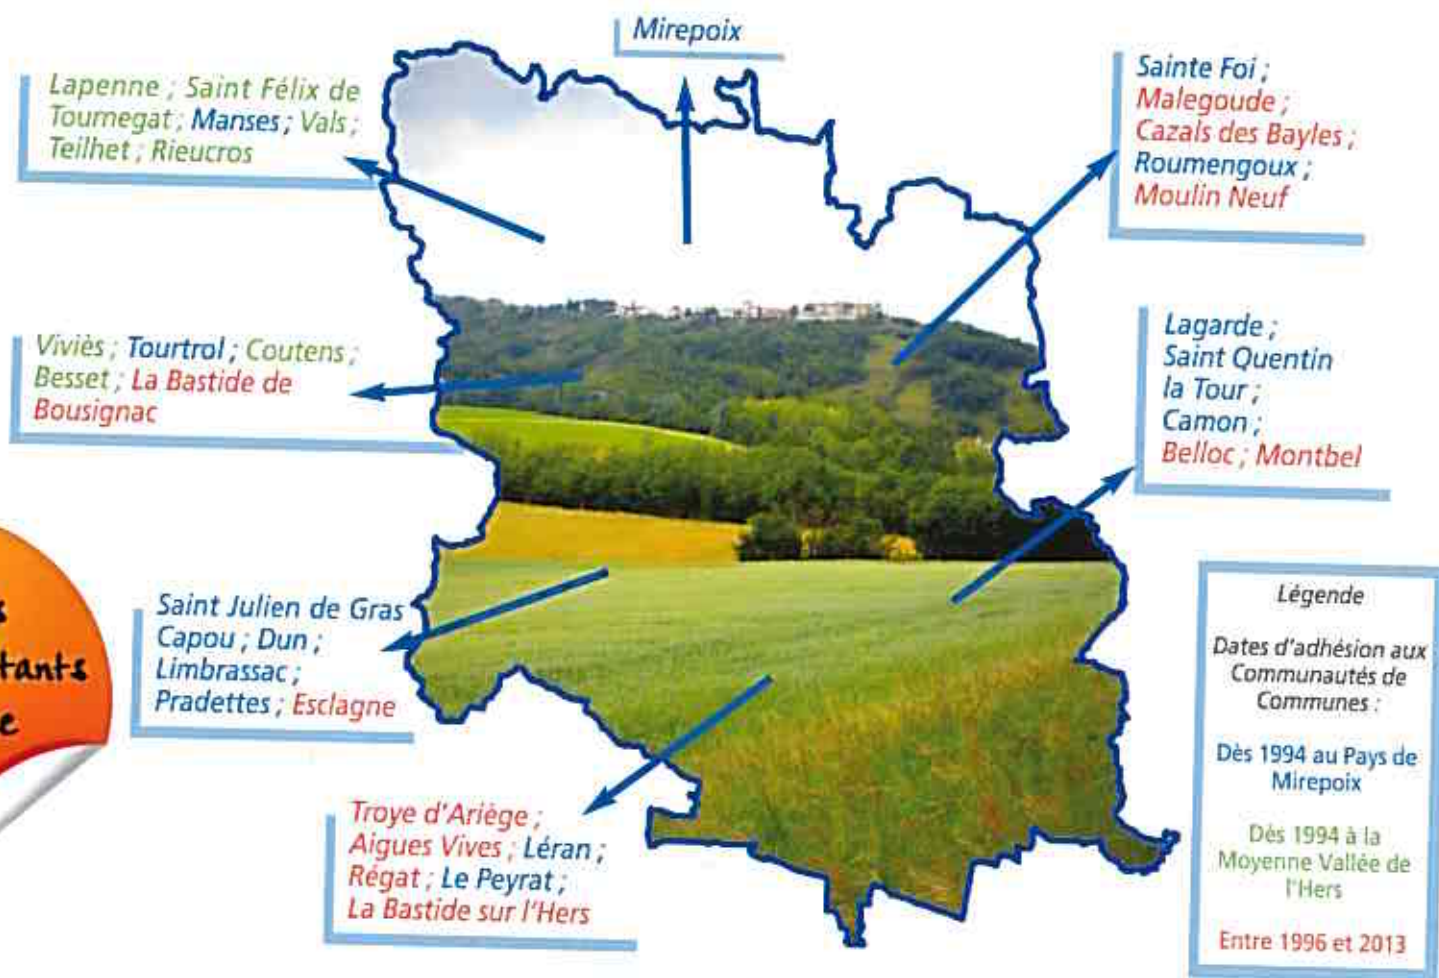 Mirepoix
Lapenne ; Saint Félix de
Tournegat ; Manses ; Vals ;
Teilhet ; Rieucros
Sainte Foi ;
Malegoude ;
Cazals des Bayles ;
Roumengoux ;
Moulin Neuf
Viviès ; Tourtrol ; Coutens ;
Besset ; La Bastide de
Bousignac
Lagarde ;
Saint Quentin
la Tour ;
Camon ;
Belloc ; Montbel
Saint Julien de Gras
Capou ; Dun ;
Limbrassac ;
Pradettes ; Esclagne
Troye d'Ariège ;
Aigues Vives ; Léran ;
Régat ; Le Peyrat ;
La Bastide sur l'Hers
Légende
Dates d'adhésion aux
Communautés de
Communes :
Dès 1994 au Pays de
Mirepoix
Dès 1994 à la
Moyenne Vallée de
l'Hers
Entre 1996 et 2013